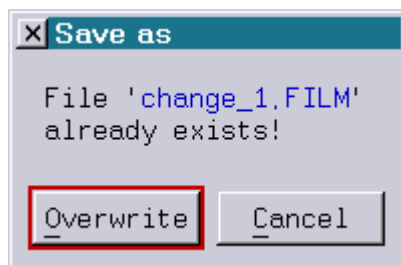 Save as
File 'change_1.FILM'
already exists!
Overwrite
Cancel